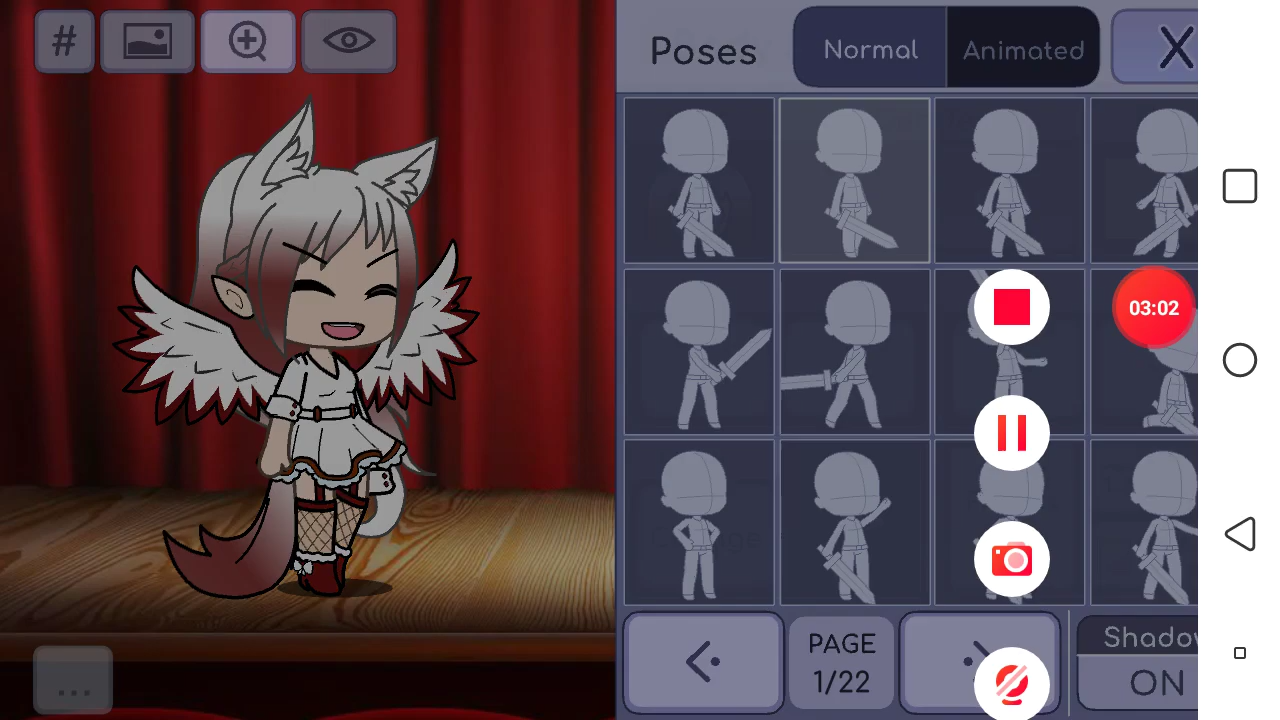 #
Poses
Normal
Animated
X
03:02
PAGE
1/22
Shadow
ON
...